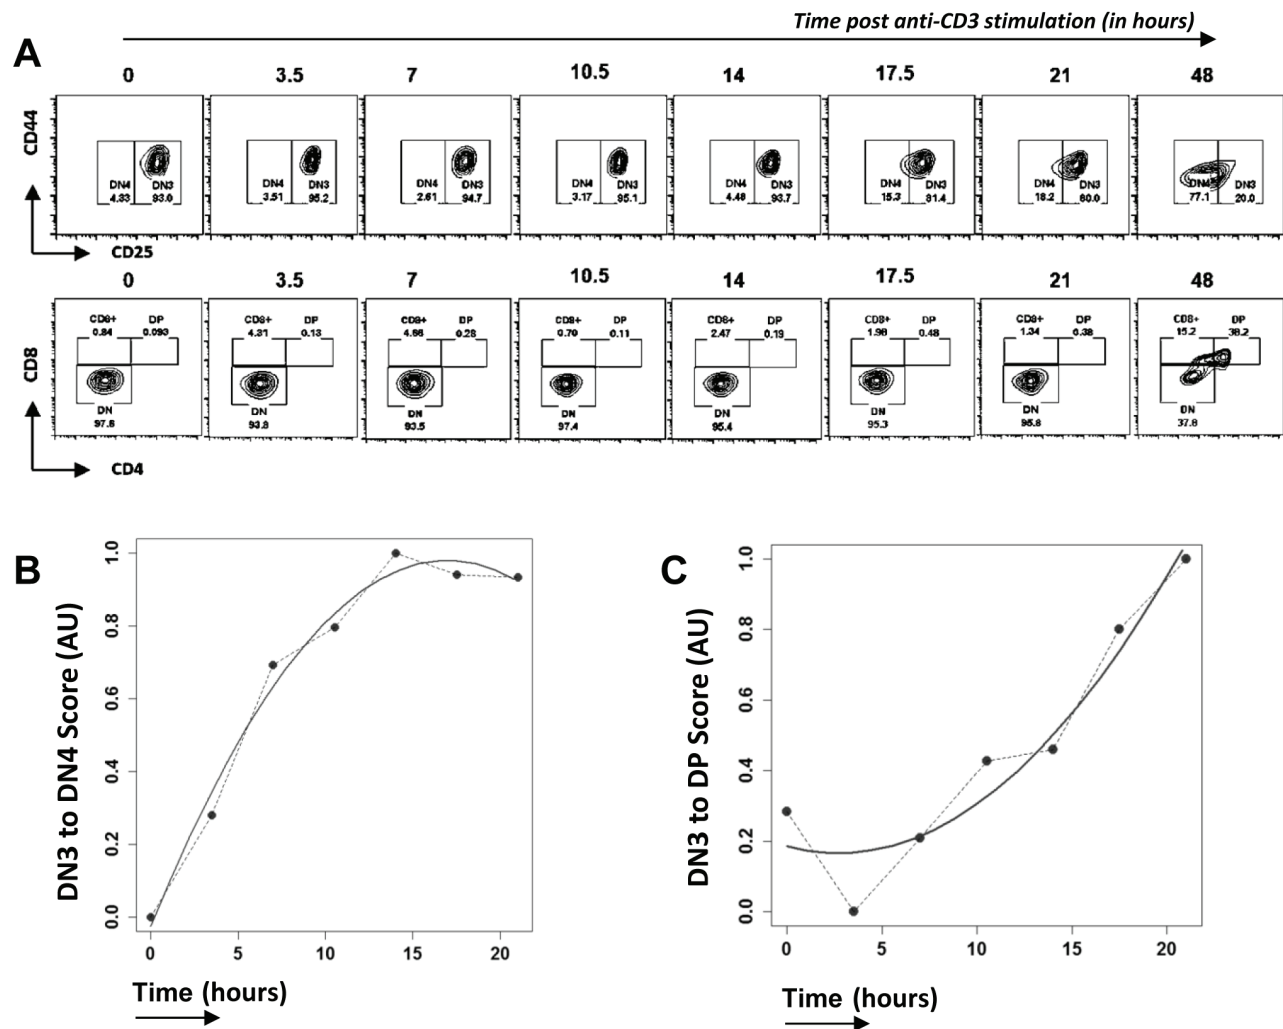 Time post anti-CD3 stimulation (in hours)
A
0 3.5 7 10.5 14 17.5 21 48
CD44
DN4 DN3 DN4 DN3 DN4 DN3 DN4 DN3 DN4 DN3 DN4 DN3 DN4 DN3 DN4 DN3
4.33 93.0 3.51 95.2 2.61 94.7 3.17 95.1 4.48 93.7 15.3 81.4 18.2 80.0 77.1 20.0
CD25
0 3.5 7 10.5 14 17.5 21 48
CD8+ DP CD8+ DP CD8+ DP CD8+ DP CD8+ DP CD8+ DP CD8+ DP CD8+ DP
0.84 0.093 4.31 0.13 4.66 0.28 0.70 0.11 2.47 0.19 1.98 0.48 1.34 0.38 15.2 38.2
CD8
DN DN DN DN DN DN DN DN
97.6 93.8 93.5 97.4 95.4 95.3 95.8 37.8
CD4
B
DN3 to DN4 Score (AU)
1.0
0.8
0.6
0.4
0.2
0.0
0 5 10 15 20
Time (hours)
C
DN3 to DP Score (AU)
1.0
0.8
0.6
0.4
0.2
0.0
0 5 10 15 20
Time (hours)